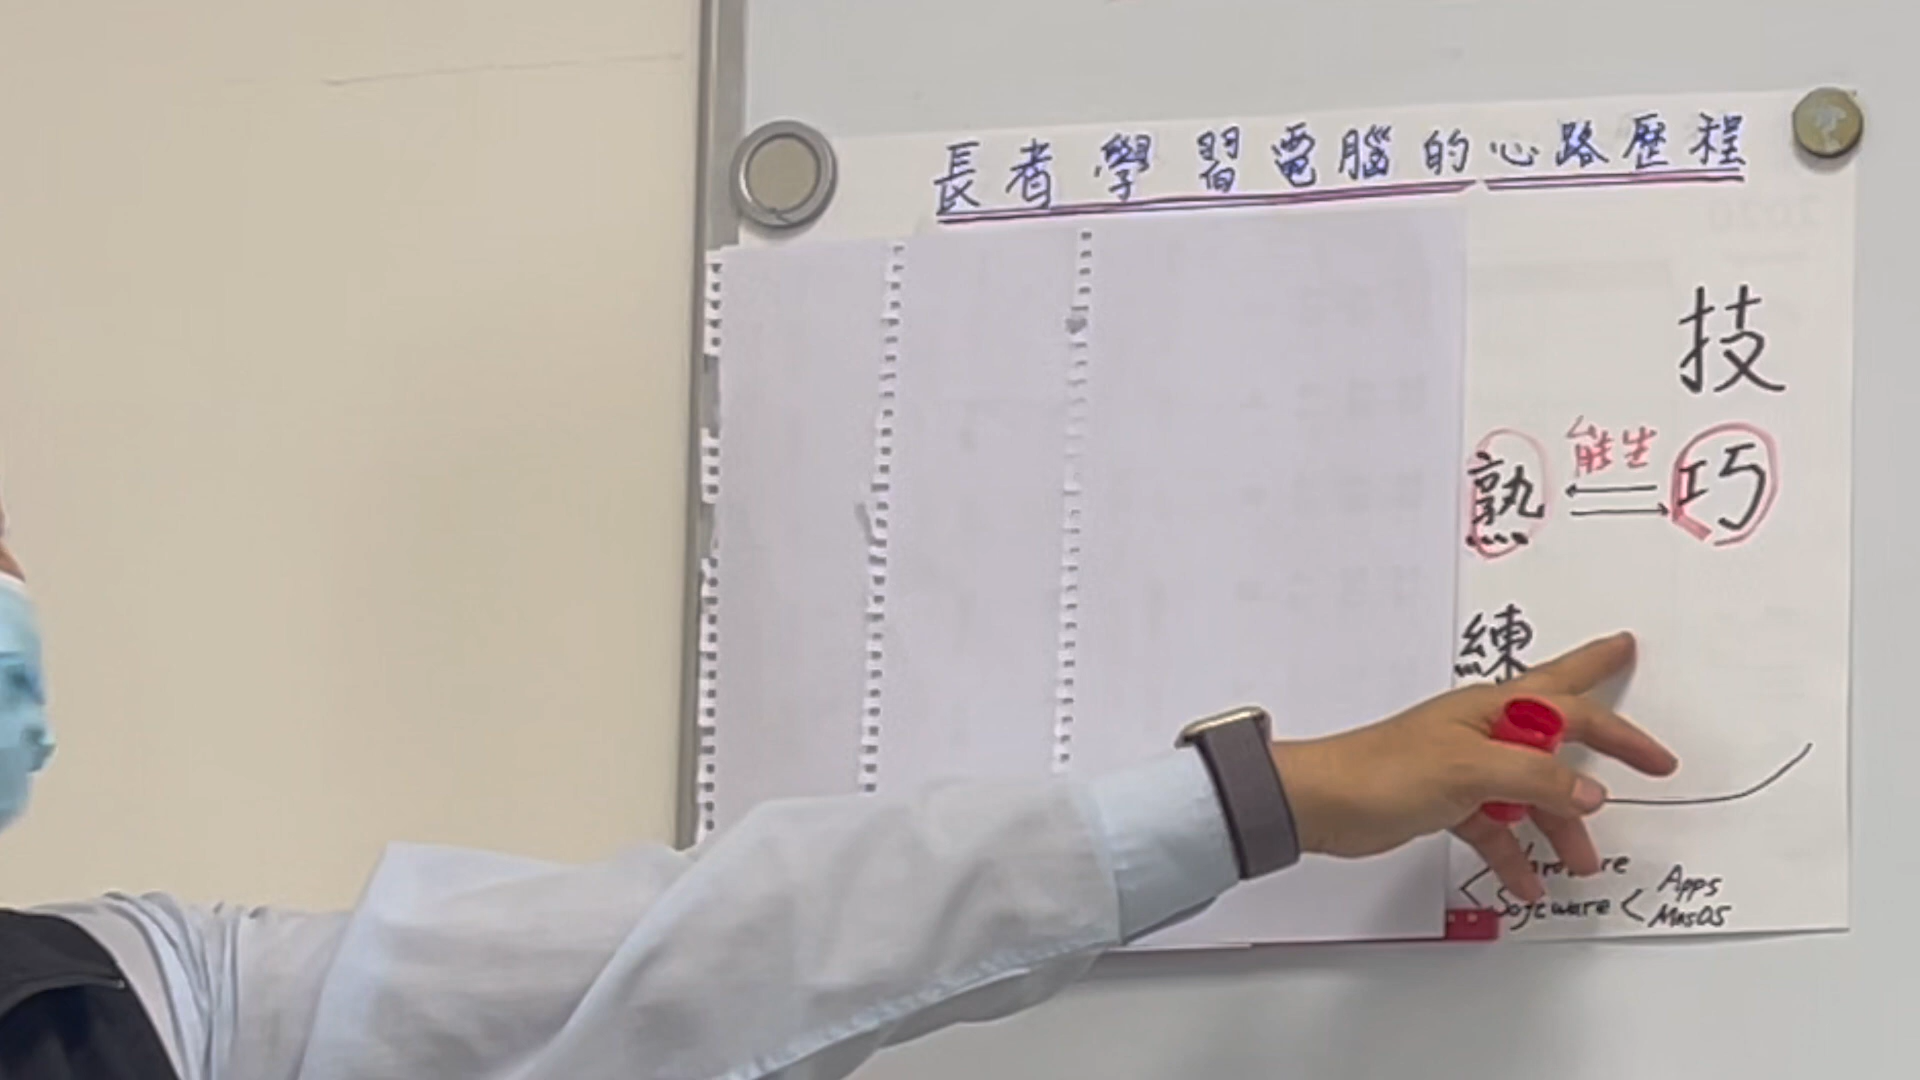 長者學習電腦的心路歷程
技
能生
熟 巧
練
Software < Apps
MacOS